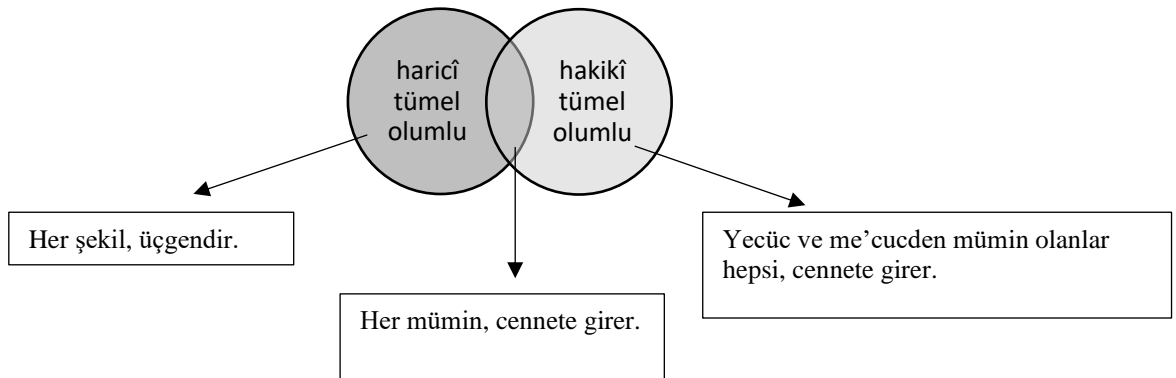 haricî
tümel
olumlu
hakikî
tümel
olumlu
Her şekil, üçgendir.
Her mümin, cennete girer.
Yecüc ve me’cucden mümin olanlar
hepsi, cennete girer.